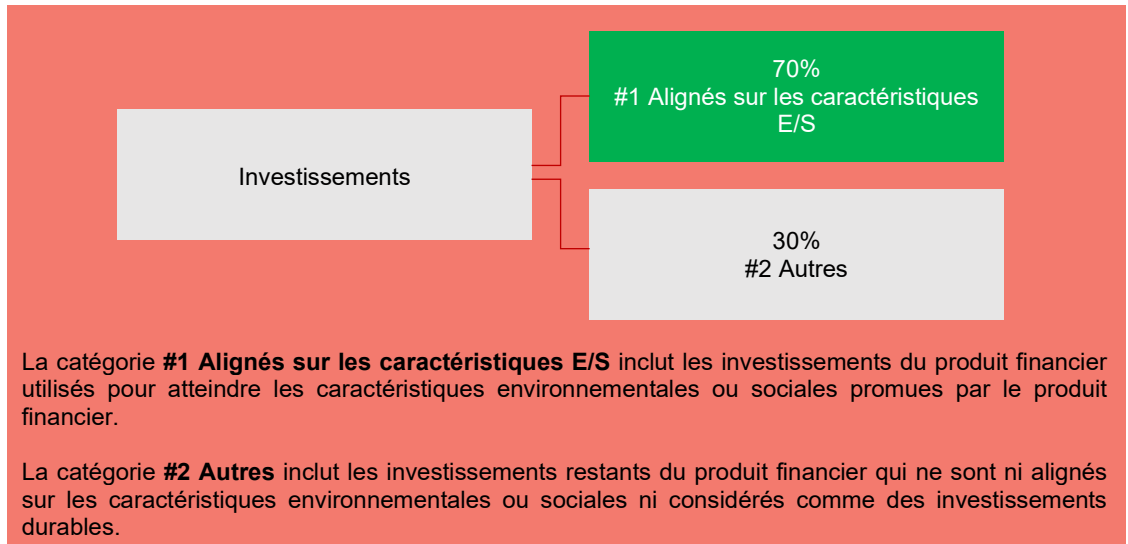 70%
#1 Alignés sur les caractéristiques
E/S
Investissements
30%
#2 Autres
La catégorie #1 Alignés sur les caractéristiques E/S inclut les investissements du produit financier
utilisés pour atteindre les caractéristiques environnementales ou sociales promues par le produit
financier.
La catégorie #2 Autres inclut les investissements restants du produit financier qui ne sont ni alignés
sur les caractéristiques environnementales ou sociales ni considérés comme des investissements
durables.